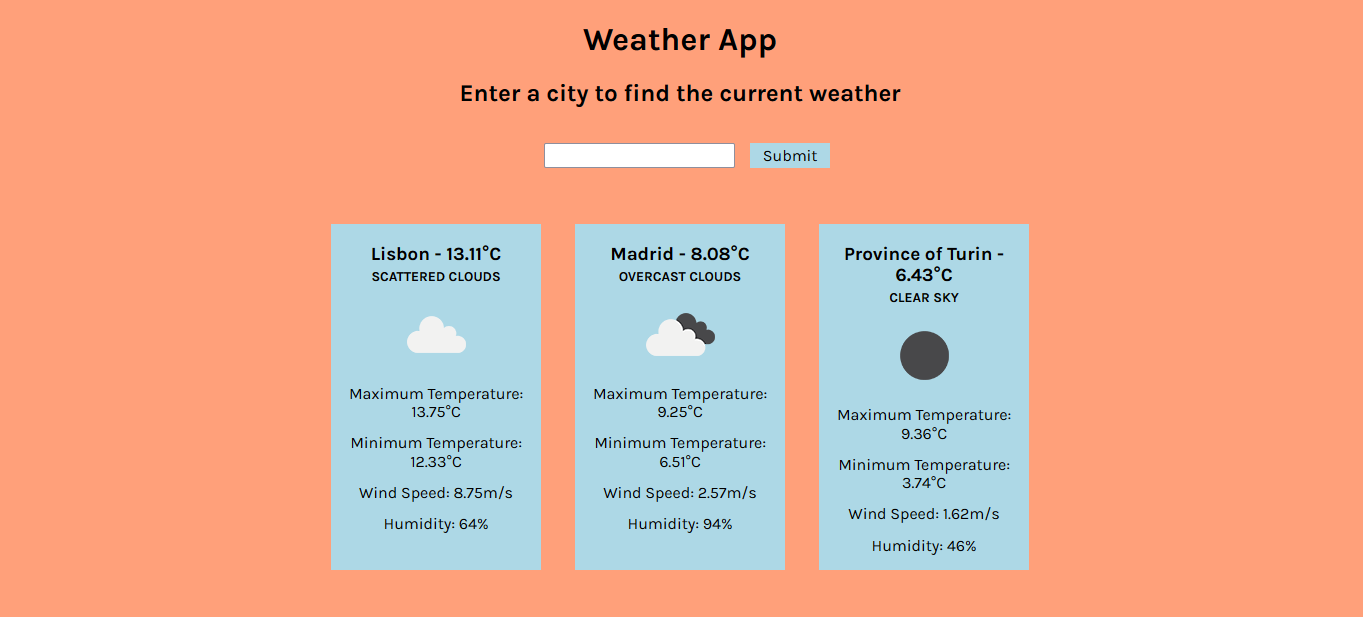 Weather App
Enter a city to find the current weather
Submit
Lisbon - 13.11°C
SCATTERED CLOUDS
Maximum Temperature:
13.75°C
Minimum Temperature:
12.33°C
Wind Speed: 8.75m/s
Humidity: 64%
Madrid - 8.08°C
OVERCAST CLOUDS
Maximum Temperature:
9.25°C
Minimum Temperature:
6.51°C
Wind Speed: 2.57m/s
Humidity: 94%
Province of Turin -
6.43°C
CLEAR SKY
Maximum Temperature:
9.36°C
Minimum Temperature:
3.74°C
Wind Speed: 1.62m/s
Humidity: 46%